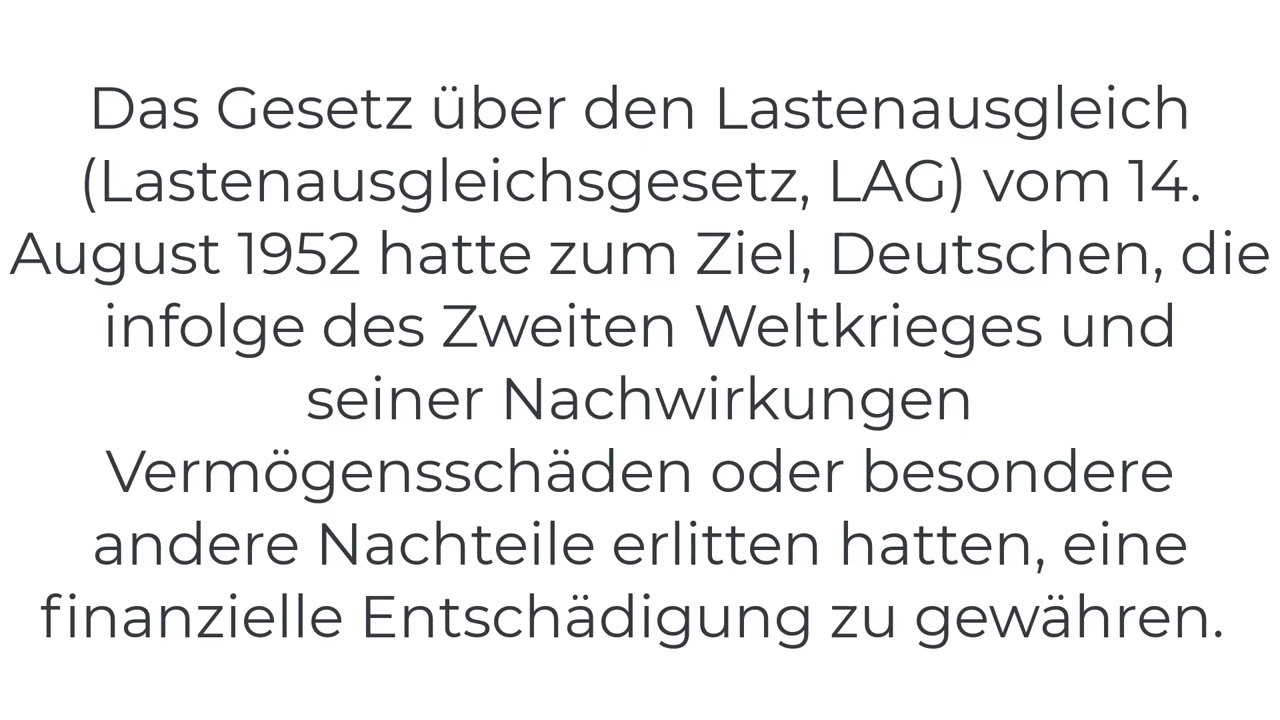 Das Gesetz über den Lastenausgleich
(Lastenausgleichsgesetz, LAG) vom 14.
August 1952 hatte zum Ziel, Deutschen, die
infolge des Zweiten Weltkrieges und
seiner Nachwirkungen
Vermögensschäden oder besondere
andere Nachteile erlitten hatten, eine
finanzielle Entschädigung zu gewähren.